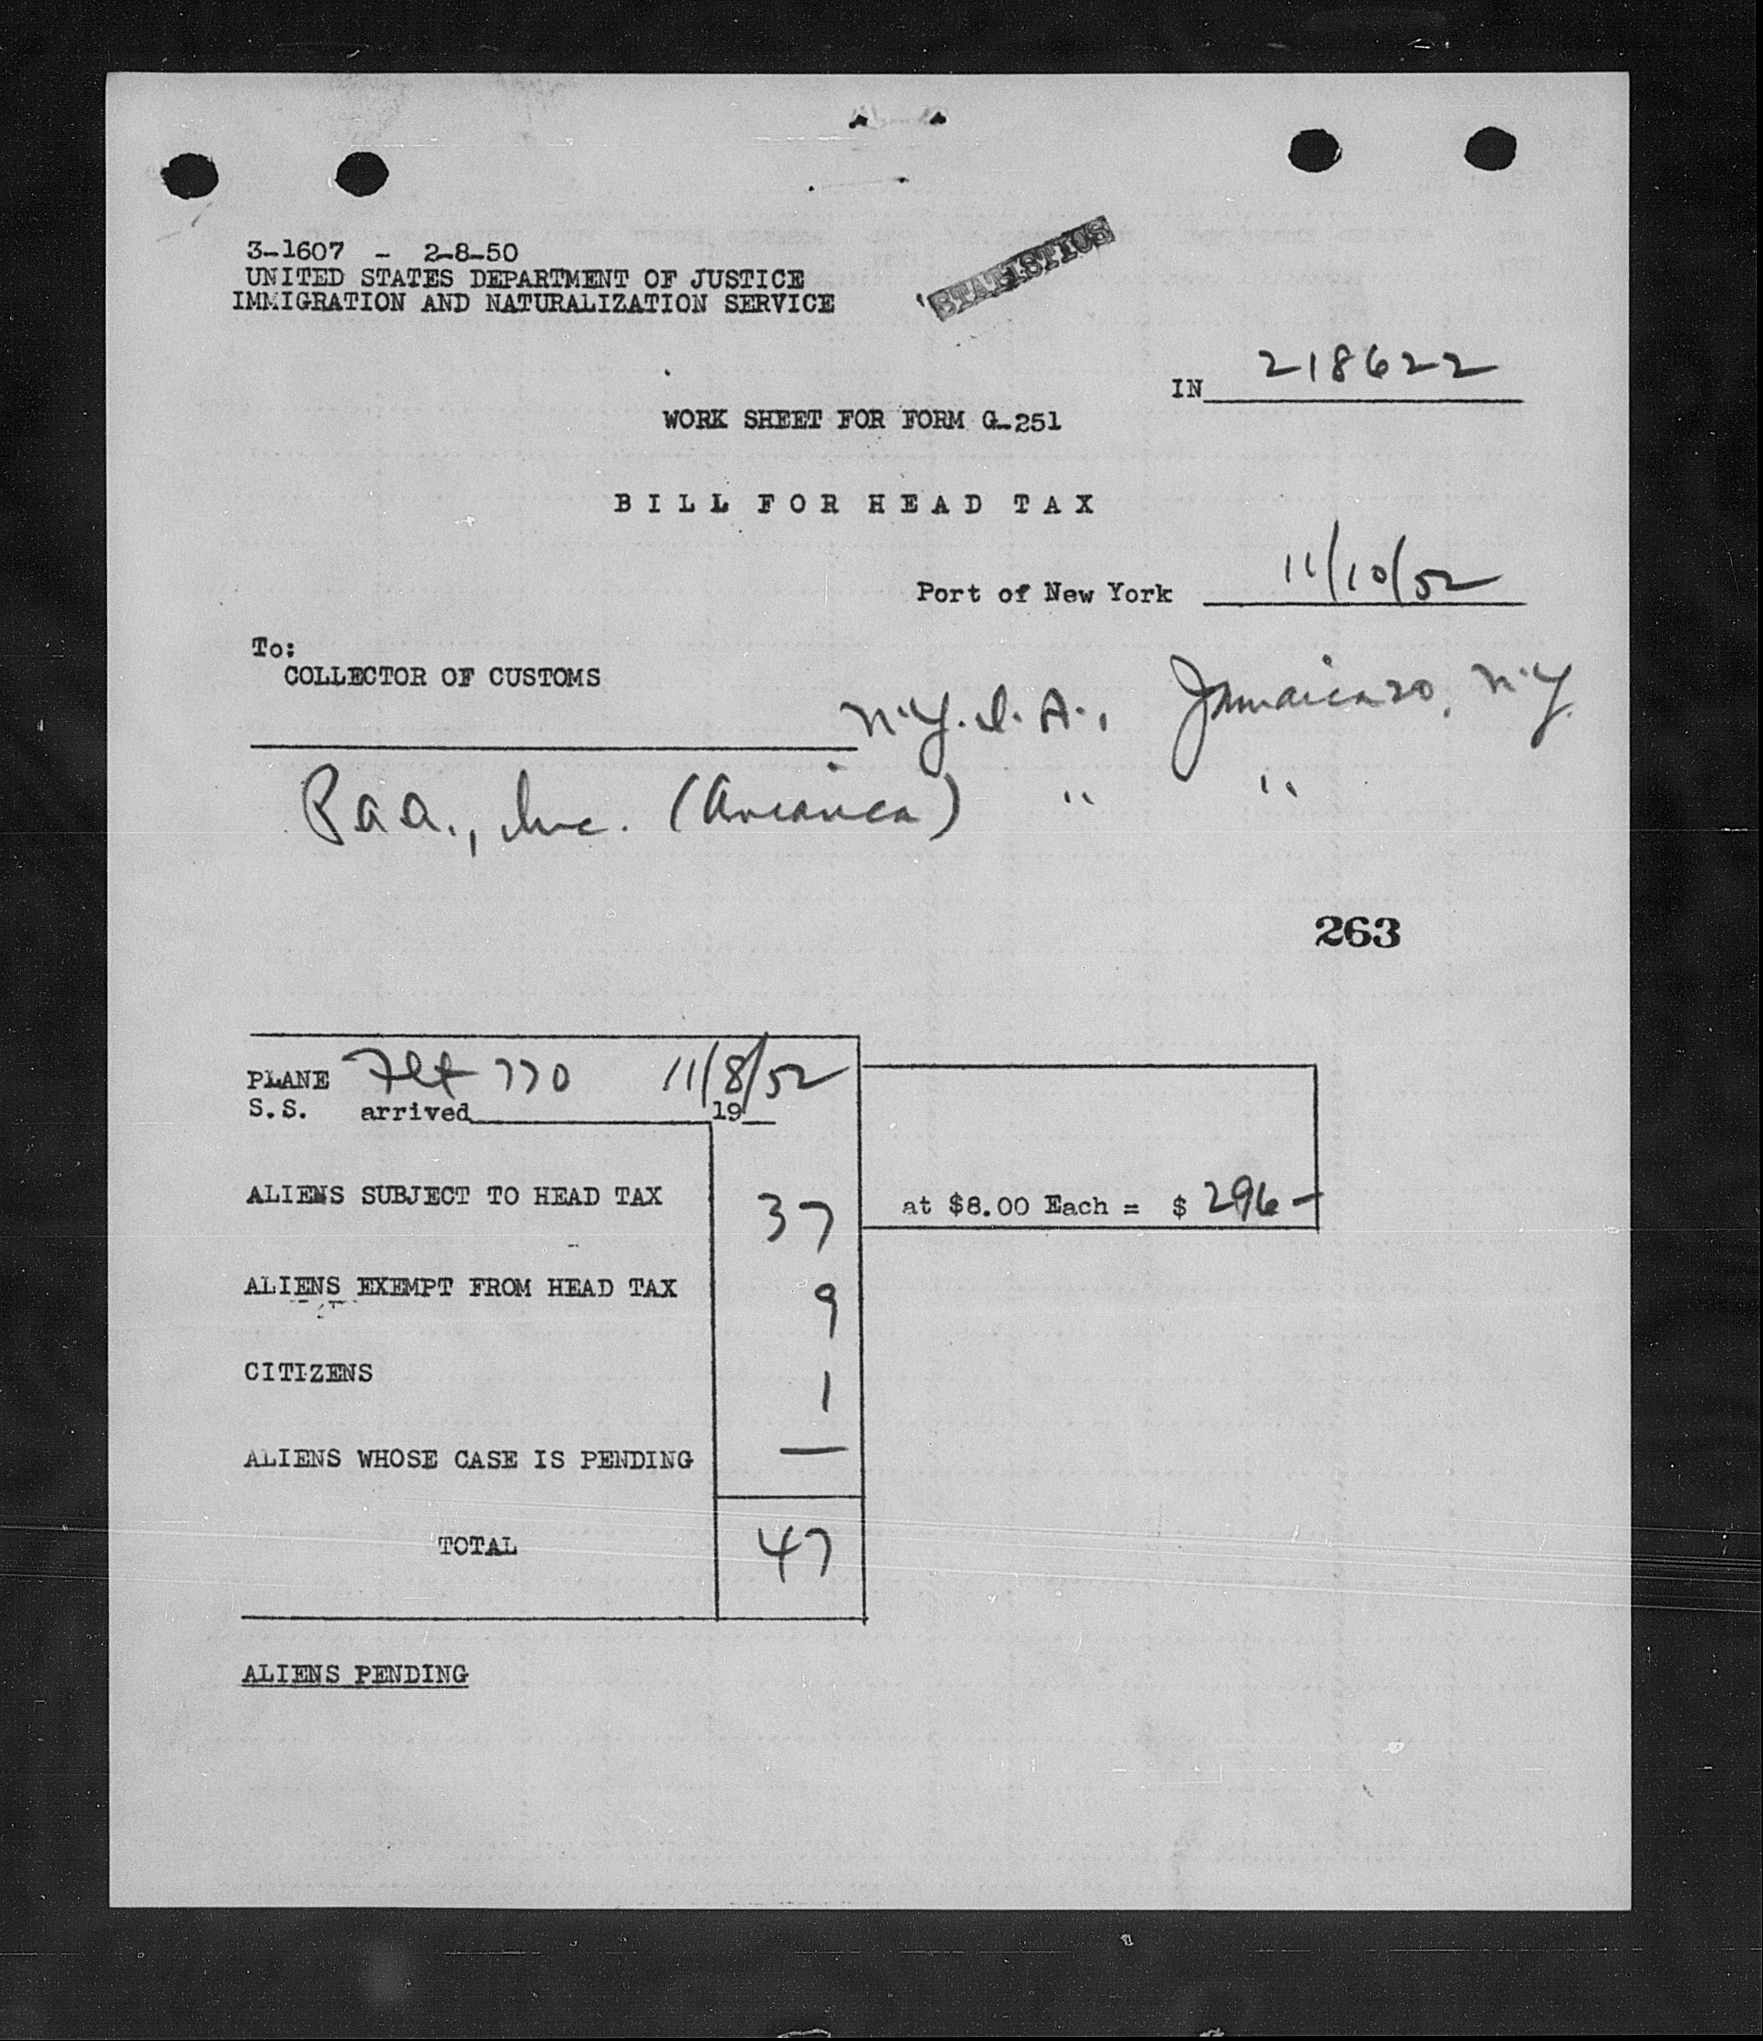 3-1607 - 2-8-50
UNITED STATES DEPARTMENT OF JUSTICE
IMMIGRATION AND NATURALIZATION SERVICE
STATISTICS
IN 218622
WORK SHEET FOR FORM G-251
BILL FOR HEAD TAX
Port of New York 11/10/52
To:
COLLECTOR OF CUSTOMS
N.Y.I.A., Jamaica 20, N.Y.
P.A.A., Inc. (Avianca) " "
263
PLANE Flt 770 11/8/52
S.S. arrived 19
ALIENS SUBJECT TO HEAD TAX 37 at $8.00 Each = $ 296-
ALIENS EXEMPT FROM HEAD TAX 9
CITIZENS 1
ALIENS WHOSE CASE IS PENDING —
TOTAL 47
ALIENS PENDING